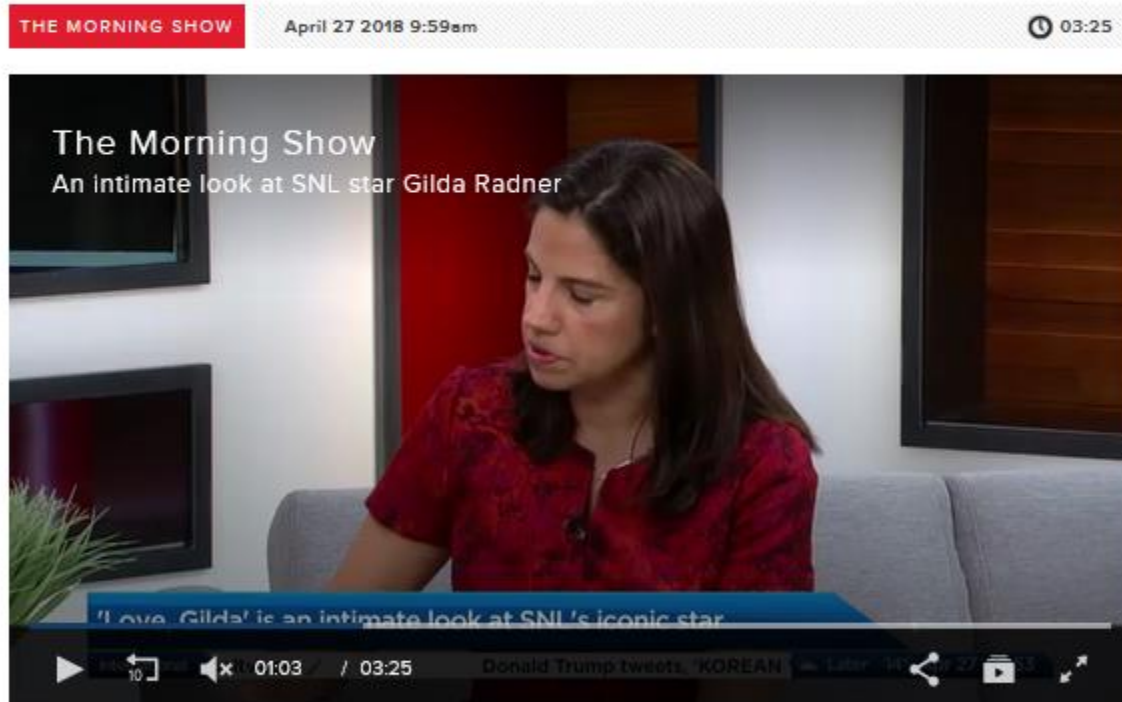 THE MORNING SHOW
April 27 2018 9:59am
03:25
The Morning Show
An intimate look at SNL star Gilda Radner
'Love, Gilda' is an intimate look at SNL's iconic star
10
01:03 / 03:25
Donald Trump tweets, "KOREAN
Later